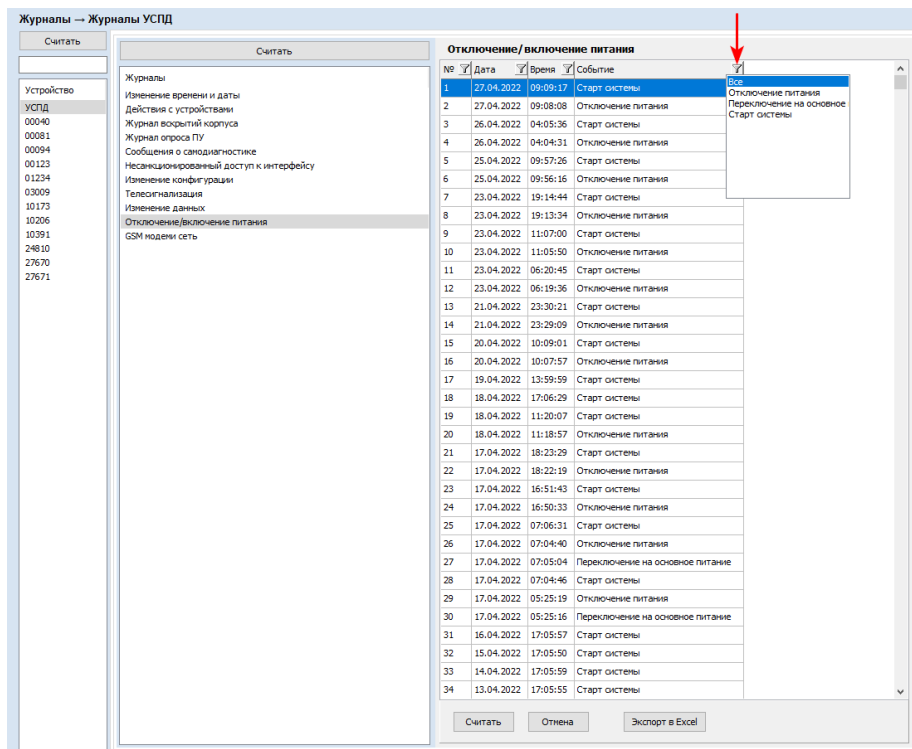 Журналы → Журналы УСПД
Считать
Устройство
УСПД
00040
00081
00094
00123
01234
03009
10173
10206
10391
24810
27670
27671
Считать
Журналы
Изменение времени и даты
Действия с устройствами
Журнал вскрытий корпуса
Журнал опроса ПУ
Сообщения о самодиагностике
Несанкционированный доступ к интерфейсу
Изменение конфигурации
Телесигнализация
Изменение данных
Отключение/включение питания
GSM модеми сеть
Отключение/включение питания
№ Дата Время Событие
Все
Отключение питания
Переключение на основное
Старт системы
1 27.04.2022 09:09:17 Старт системы
2 27.04.2022 09:08:08 Отключение питания
3 26.04.2022 04:05:36 Старт системы
4 26.04.2022 04:04:31 Отключение питания
5 25.04.2022 09:57:26 Старт системы
6 25.04.2022 09:56:16 Отключение питания
7 23.04.2022 19:14:44 Старт системы
8 23.04.2022 19:13:34 Отключение питания
9 23.04.2022 11:07:00 Старт системы
10 23.04.2022 11:05:50 Отключение питания
11 23.04.2022 06:20:45 Старт системы
12 23.04.2022 06:19:36 Отключение питания
13 21.04.2022 23:30:21 Старт системы
14 21.04.2022 23:29:09 Отключение питания
15 20.04.2022 10:09:01 Старт системы
16 20.04.2022 10:07:57 Отключение питания
17 19.04.2022 13:59:59 Старт системы
18 18.04.2022 17:06:29 Старт системы
19 18.04.2022 11:20:07 Старт системы
20 18.04.2022 11:18:57 Отключение питания
21 17.04.2022 18:23:29 Старт системы
22 17.04.2022 18:22:19 Отключение питания
23 17.04.2022 16:51:43 Старт системы
24 17.04.2022 16:50:33 Отключение питания
25 17.04.2022 07:06:31 Старт системы
26 17.04.2022 07:04:40 Отключение питания
27 17.04.2022 07:05:04 Переключение на основное питание
28 17.04.2022 07:04:46 Старт системы
29 17.04.2022 05:25:19 Отключение питания
30 17.04.2022 05:25:16 Переключение на основное питание
31 16.04.2022 17:05:57 Старт системы
32 15.04.2022 17:05:50 Старт системы
33 14.04.2022 17:05:59 Старт системы
34 13.04.2022 17:05:55 Старт системы
Считать Отмена Экспорт в Excel